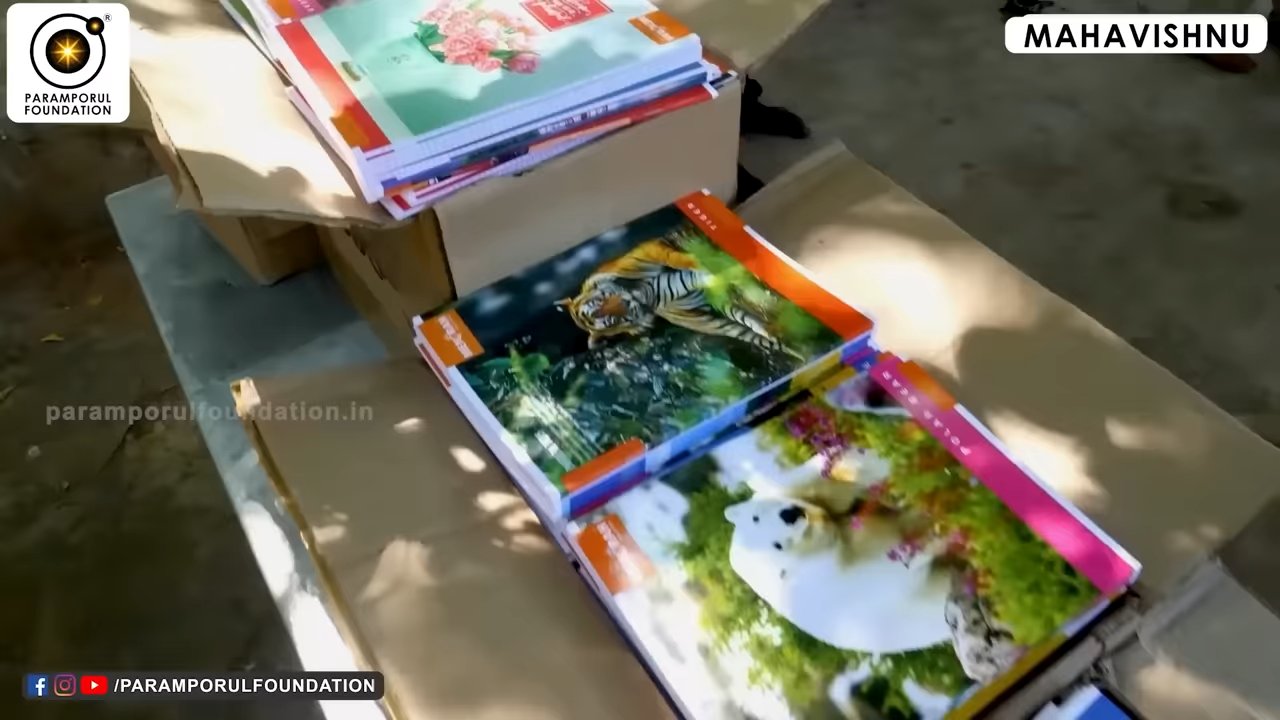 PARAMPORUL
FOUNDATION
®
MAHAVISHNU
TIGER
paramporulfoundation.in
POLAR BEAR
/PARAMPORULFOUNDATION